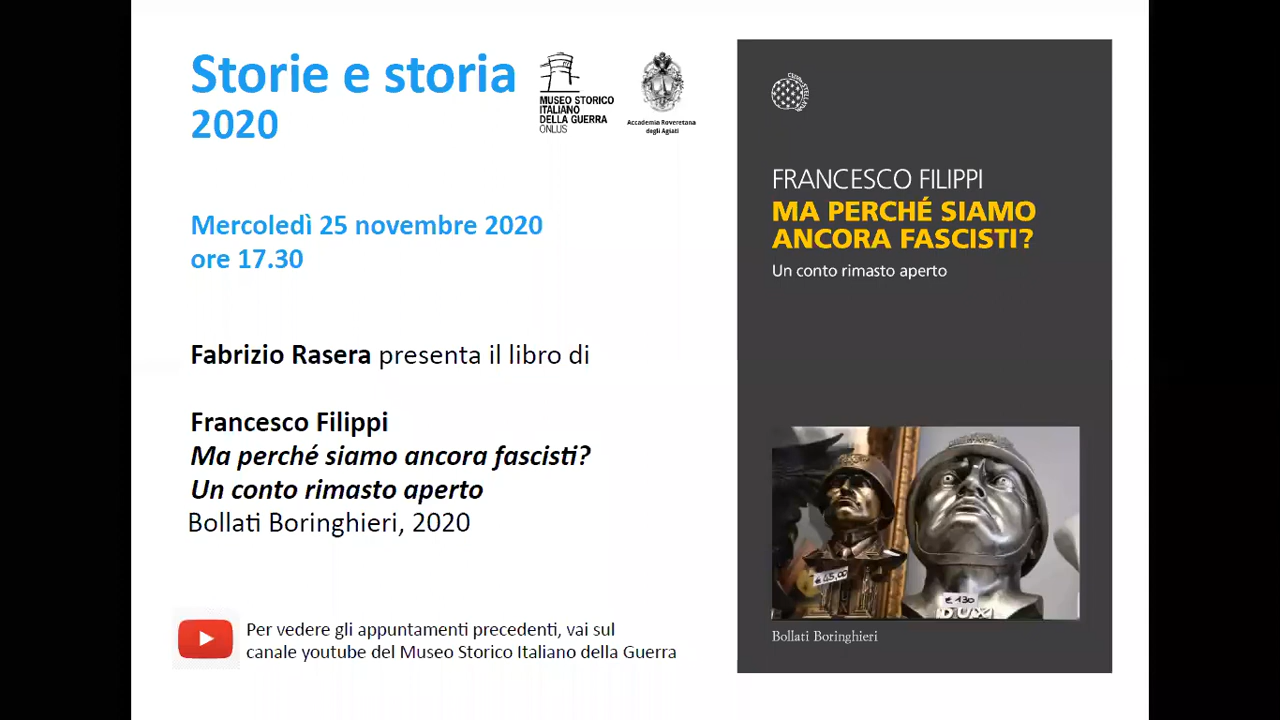 Storie e storia
2020
MUSEO STORICO
ITALIANO
DELLA GUERRA
ONLUS
Accademia Roveretana
degli Agiati
Mercoledì 25 novembre 2020
ore 17.30
Fabrizio Rasera presenta il libro di
Francesco Filippi
Ma perché siamo ancora fascisti?
Un conto rimasto aperto
Bollati Boringhieri, 2020
Per vedere gli appuntamenti precedenti, vai sul
canale youtube del Museo Storico Italiano della Guerra
FRANCESCO FILIPPI
MA PERCHÉ SIAMO
ANCORA FASCISTI?
Un conto rimasto aperto
€ 45,00
€ 130
DUX
Bollati Boringhieri